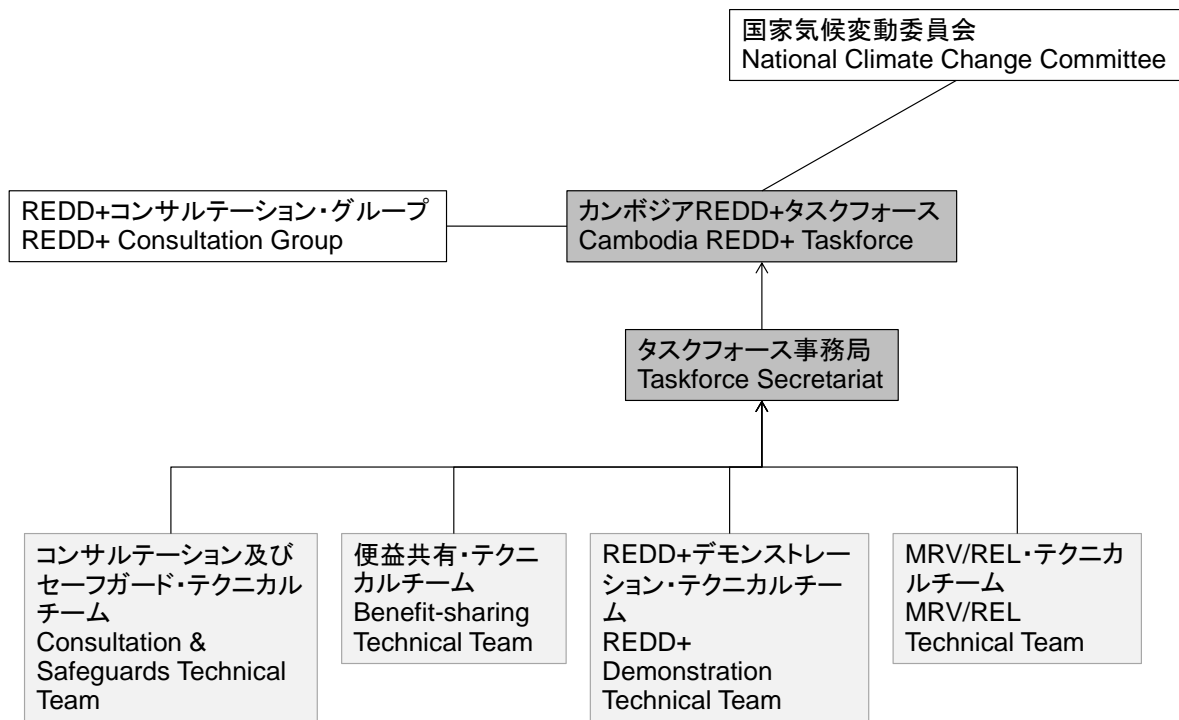 国家気候変動委員会
National Climate Change Committee
REDD+コンサルテーション・グループ
REDD+ Consultation Group
カンボジアREDD+タスクフォース
Cambodia REDD+ Taskforce
タスクフォース事務局
Taskforce Secretariat
コンサルテーション及び
セーフガード・テクニカル
チーム
Consultation &
Safeguards Technical
Team
便益共有・テクニ
カルチーム
Benefit-sharing
Technical Team
REDD+デモンストレー
ション・テクニカルチー
ム
REDD+
Demonstration
Technical Team
MRV/REL・テクニカ
ルチーム
MRV/REL
Technical Team